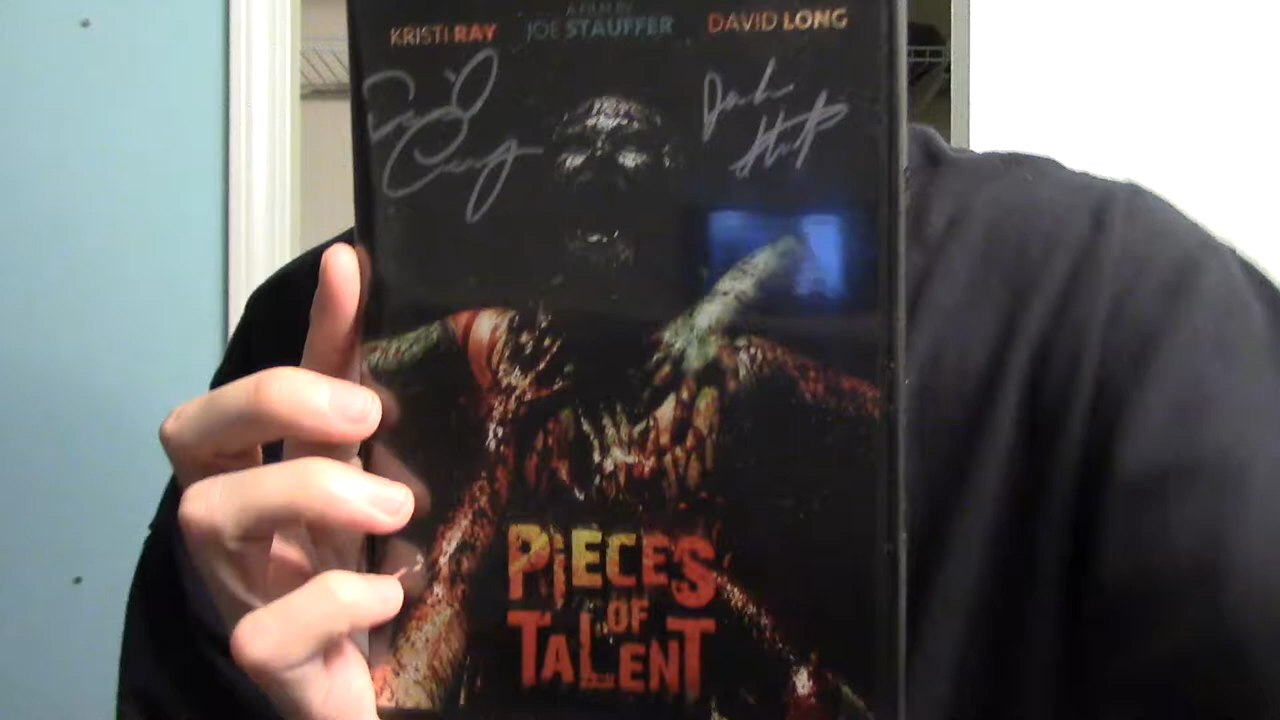 A FILM BY
KRISTI RAY JOE STAUFFER DAVID LONG
PIECES
OF
TALENT